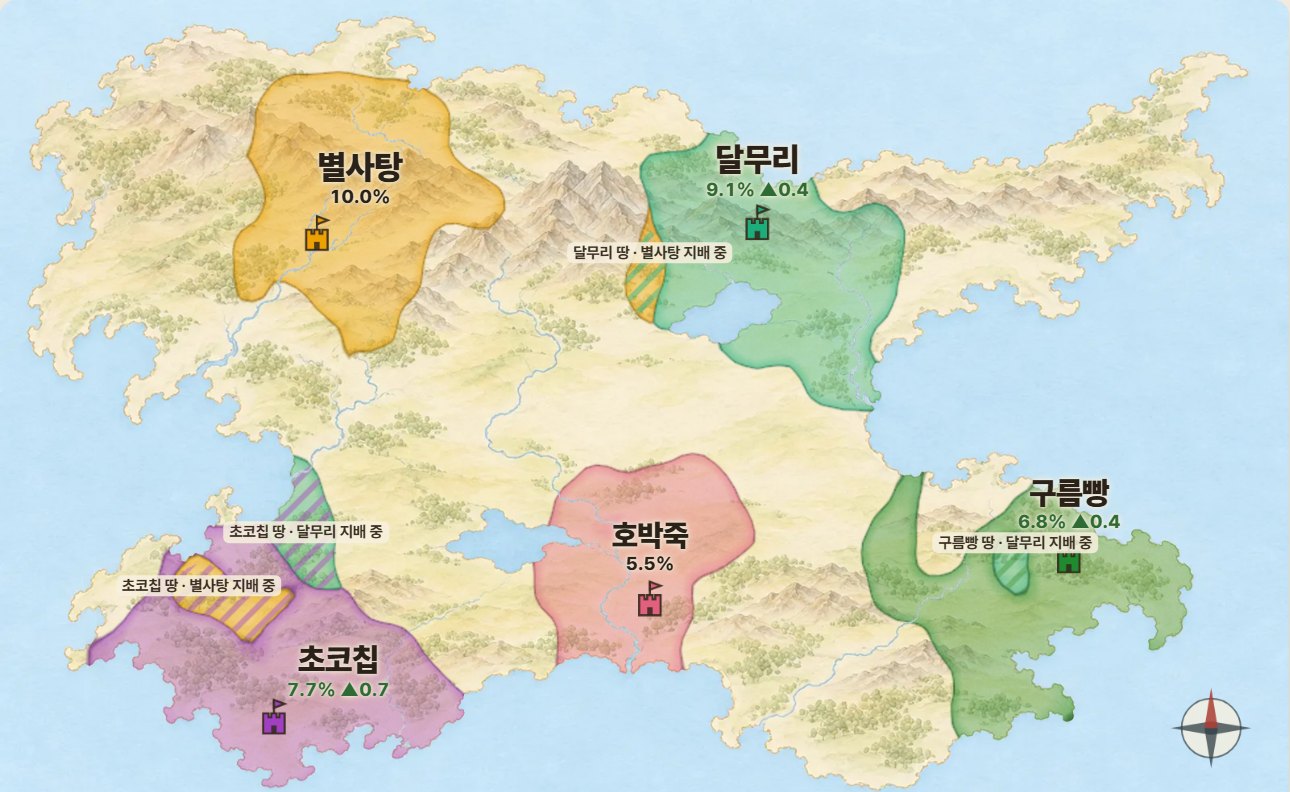 별사탕
10.0%
달무리
9.1% ▲0.4
달무리 땅 · 별사탕 지배 중
구름빵
6.8% ▲0.4
구름빵 땅 · 달무리 지배 중
호박죽
5.5%
초코칩 땅 · 달무리 지배 중
초코칩 땅 · 별사탕 지배 중
초코칩
7.7% ▲0.7